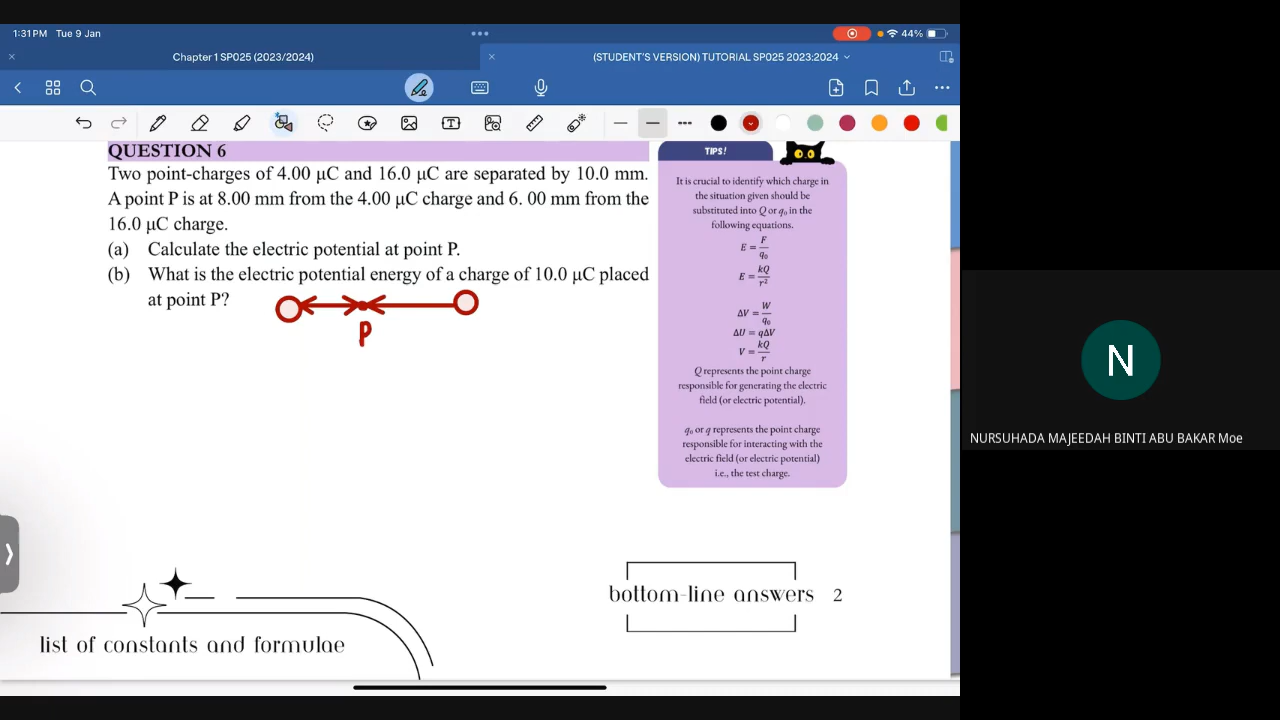 1:31 PM Tue 9 Jan
44%
Chapter 1 SP025 (2023/2024)
(STUDENT'S VERSION) TUTORIAL SP025 2023:2024
QUESTION 6
Two point-charges of 4.00 μC and 16.0 μC are separated by 10.0 mm.
A point P is at 8.00 mm from the 4.00 μC charge and 6. 00 mm from the
16.0 μC charge.
(a) Calculate the electric potential at point P.
(b) What is the electric potential energy of a charge of 10.0 μC placed
at point P?
P
TIPS!
It is crucial to identify which charge in
the situation given should be
substituted into Q or q₀ in the
following equations.
E = F/q₀
E = kQ/r²
ΔV = W/q₀
ΔU = qΔV
V = kQ/r
Q represents the point charge
responsible for generating the electric
field (or electric potential).
q₀ or q represents the point charge
responsible for interacting with the
electric field (or electric potential)
i.e., the test charge.
bottom-line answers 2
list of constants and formulae
N
NURSUHADA MAJEEDAH BINTI ABU BAKAR Moe